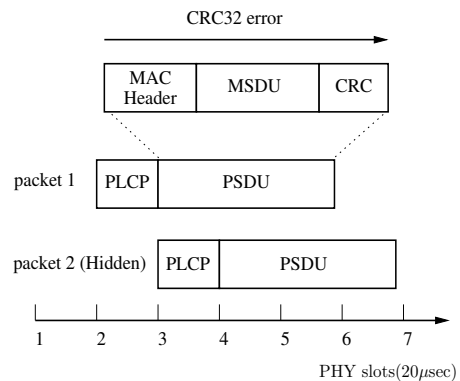 CRC32 error
MAC
Header
MSDU
CRC
packet 1
PLCP
PSDU
packet 2 (Hidden)
PLCP
PSDU
1 2 3 4 5 6 7
PHY slots(20μsec)